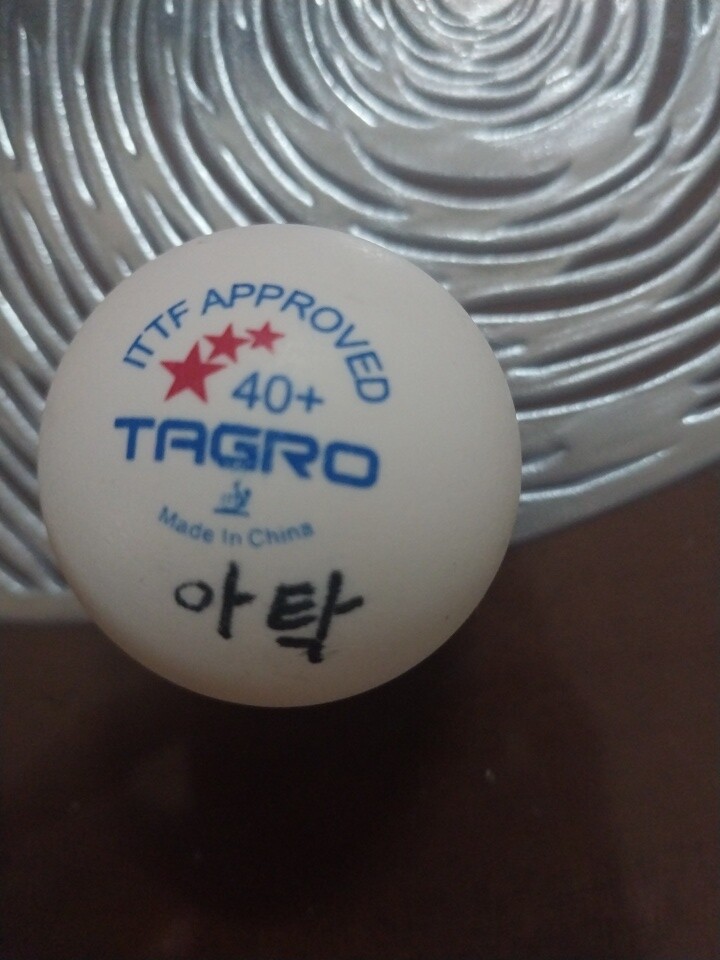 ITTF APPROVED
40+
TAGRO
Made In China
아탁